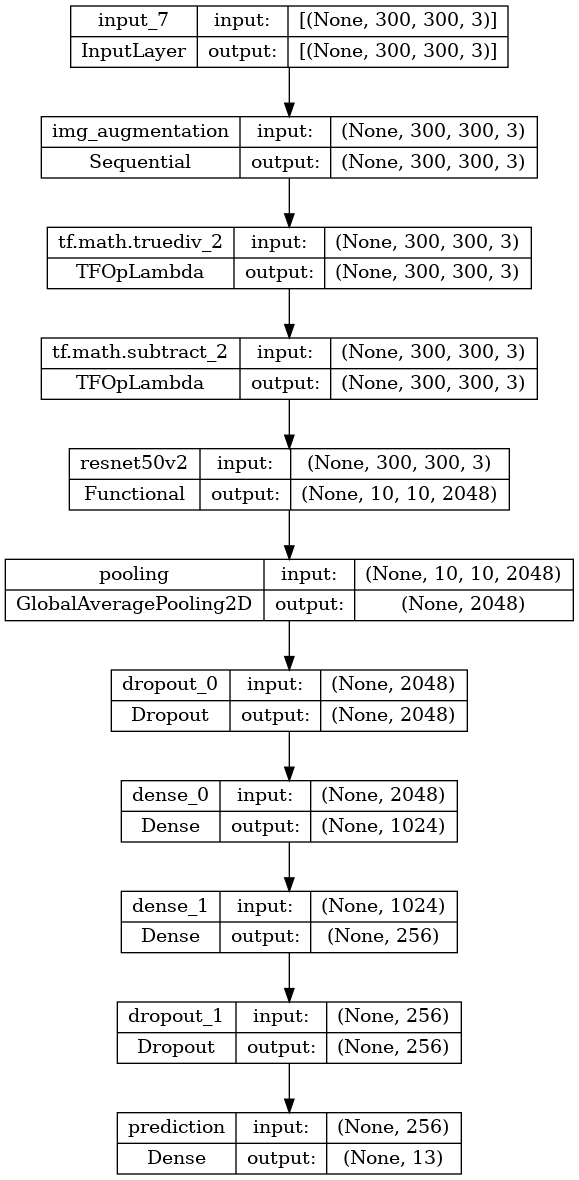 input_7 input: [(None, 300, 300, 3)]
InputLayer output: [(None, 300, 300, 3)]
img_augmentation input: (None, 300, 300, 3)
Sequential output: (None, 300, 300, 3)
tf.math.truediv_2 input: (None, 300, 300, 3)
TFOpLambda output: (None, 300, 300, 3)
tf.math.subtract_2 input: (None, 300, 300, 3)
TFOpLambda output: (None, 300, 300, 3)
resnet50v2 input: (None, 300, 300, 3)
Functional output: (None, 10, 10, 2048)
pooling input: (None, 10, 10, 2048)
GlobalAveragePooling2D output: (None, 2048)
dropout_0 input: (None, 2048)
Dropout output: (None, 2048)
dense_0 input: (None, 2048)
Dense output: (None, 1024)
dense_1 input: (None, 1024)
Dense output: (None, 256)
dropout_1 input: (None, 256)
Dropout output: (None, 256)
prediction input: (None, 256)
Dense output: (None, 13)